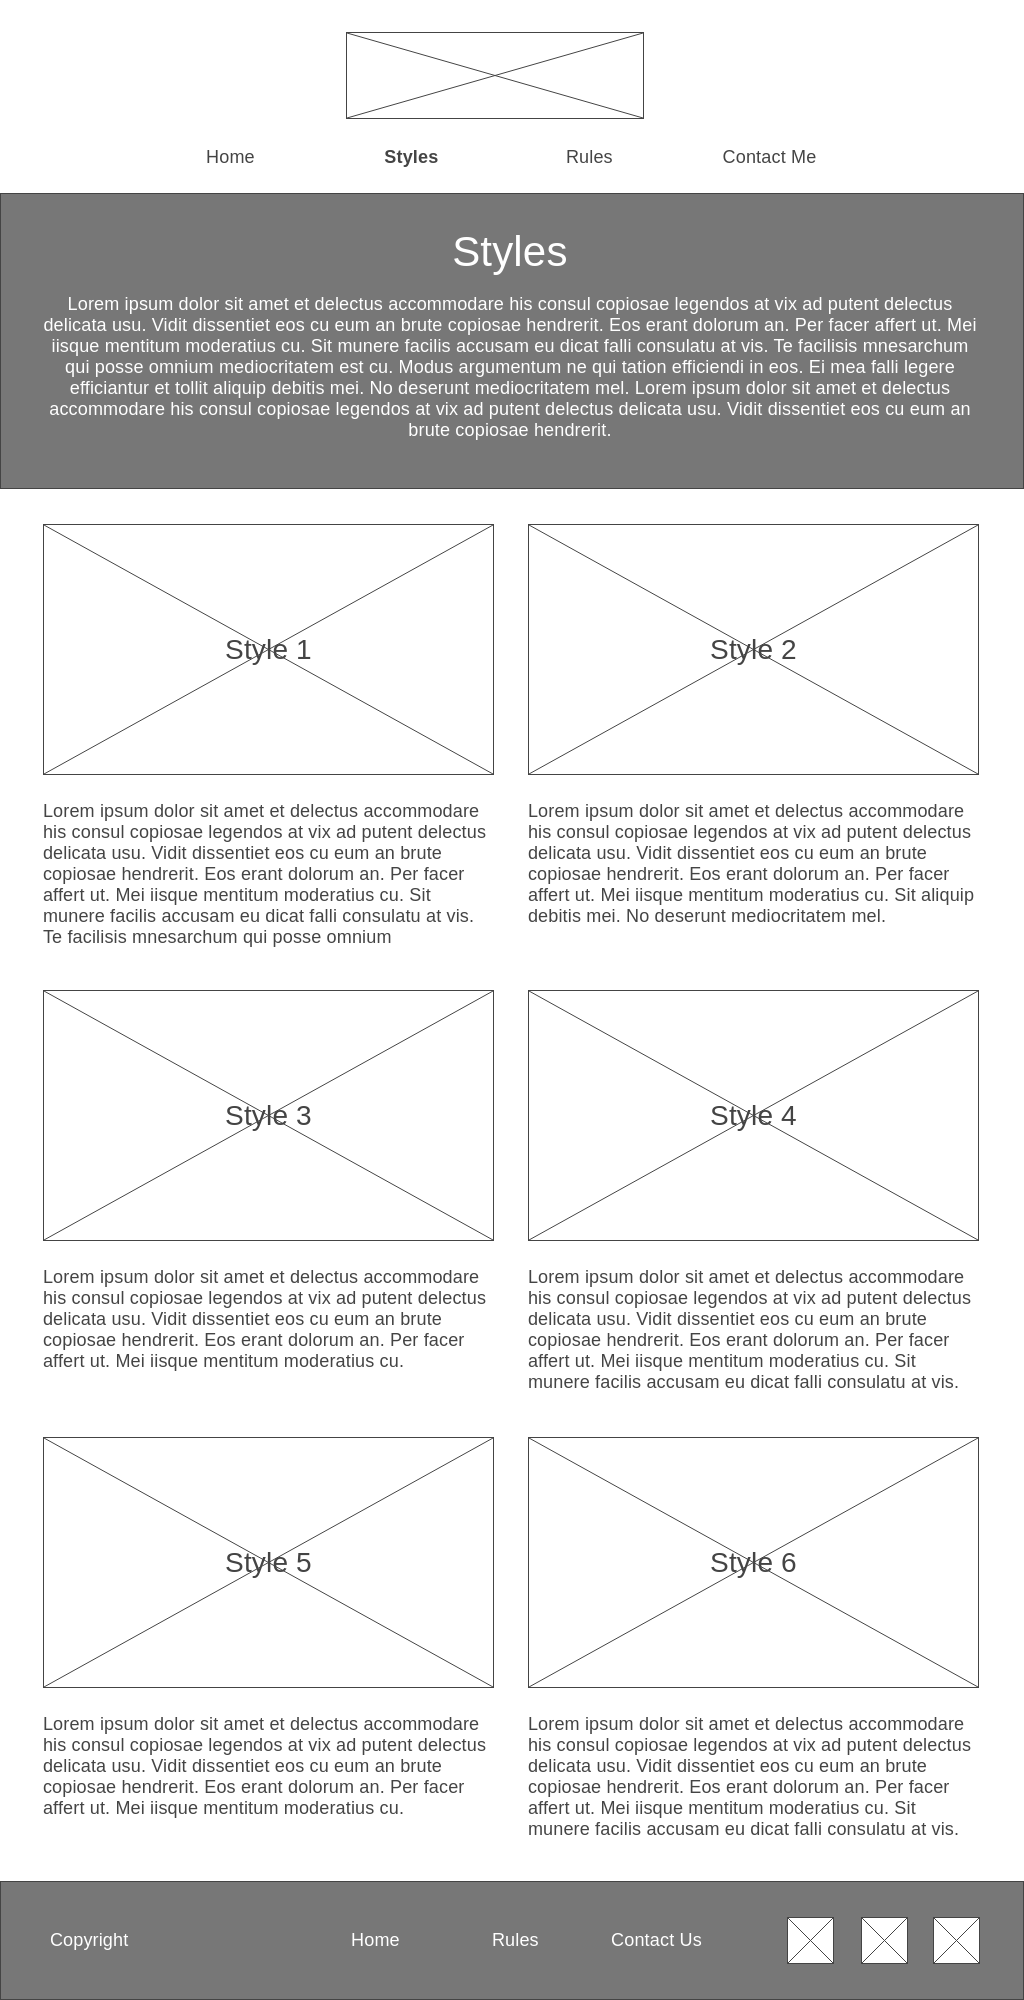 Home Styles Rules Contact Me
Styles
Lorem ipsum dolor sit amet et delectus accommodare his consul copiosae legendos at vix ad putent delectus
delicata usu. Vidit dissentiet eos cu eum an brute copiosae hendrerit. Eos erant dolorum an. Per facer affert ut. Mei
iisque mentitum moderatius cu. Sit munere facilis accusam eu dicat falli consulatu at vis. Te facilisis mnesarchum
qui posse omnium mediocritatem est cu. Modus argumentum ne qui tation efficiendi in eos. Ei mea falli legere
efficiantur et tollit aliquip debitis mei. No deserunt mediocritatem mel. Lorem ipsum dolor sit amet et delectus
accommodare his consul copiosae legendos at vix ad putent delectus delicata usu. Vidit dissentiet eos cu eum an
brute copiosae hendrerit.
Style 1
Lorem ipsum dolor sit amet et delectus accommodare
his consul copiosae legendos at vix ad putent delectus
delicata usu. Vidit dissentiet eos cu eum an brute
copiosae hendrerit. Eos erant dolorum an. Per facer
affert ut. Mei iisque mentitum moderatius cu. Sit
munere facilis accusam eu dicat falli consulatu at vis.
Te facilisis mnesarchum qui posse omnium
Style 2
Lorem ipsum dolor sit amet et delectus accommodare
his consul copiosae legendos at vix ad putent delectus
delicata usu. Vidit dissentiet eos cu eum an brute
copiosae hendrerit. Eos erant dolorum an. Per facer
affert ut. Mei iisque mentitum moderatius cu. Sit aliquip
debitis mei. No deserunt mediocritatem mel.
Style 3
Lorem ipsum dolor sit amet et delectus accommodare
his consul copiosae legendos at vix ad putent delectus
delicata usu. Vidit dissentiet eos cu eum an brute
copiosae hendrerit. Eos erant dolorum an. Per facer
affert ut. Mei iisque mentitum moderatius cu.
Style 4
Lorem ipsum dolor sit amet et delectus accommodare
his consul copiosae legendos at vix ad putent delectus
delicata usu. Vidit dissentiet eos cu eum an brute
copiosae hendrerit. Eos erant dolorum an. Per facer
affert ut. Mei iisque mentitum moderatius cu. Sit
munere facilis accusam eu dicat falli consulatu at vis.
Style 5
Lorem ipsum dolor sit amet et delectus accommodare
his consul copiosae legendos at vix ad putent delectus
delicata usu. Vidit dissentiet eos cu eum an brute
copiosae hendrerit. Eos erant dolorum an. Per facer
affert ut. Mei iisque mentitum moderatius cu.
Style 6
Lorem ipsum dolor sit amet et delectus accommodare
his consul copiosae legendos at vix ad putent delectus
delicata usu. Vidit dissentiet eos cu eum an brute
copiosae hendrerit. Eos erant dolorum an. Per facer
affert ut. Mei iisque mentitum moderatius cu. Sit
munere facilis accusam eu dicat falli consulatu at vis.
Copyright Home Rules Contact Us